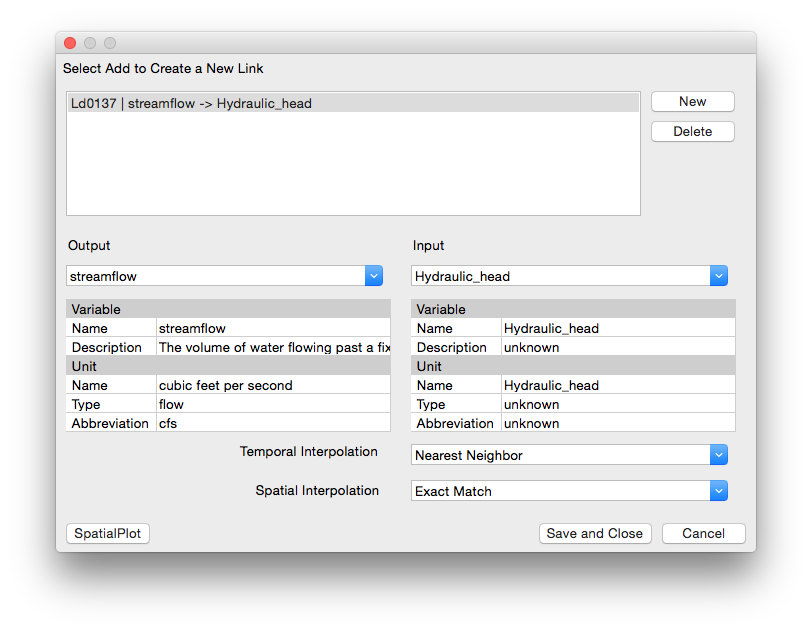 Select Add to Create a New Link
Ld0137 | streamflow -> Hydraulic_head
New
Delete
Output
Input
streamflow
Hydraulic_head
Variable
Name streamflow
Description The volume of water flowing past a fix
Unit
Name cubic feet per second
Type flow
Abbreviation cfs
Variable
Name Hydraulic_head
Description unknown
Unit
Name Hydraulic_head
Type unknown
Abbreviation unknown
Temporal Interpolation Nearest Neighbor
Spatial Interpolation Exact Match
SpatialPlot
Save and Close
Cancel